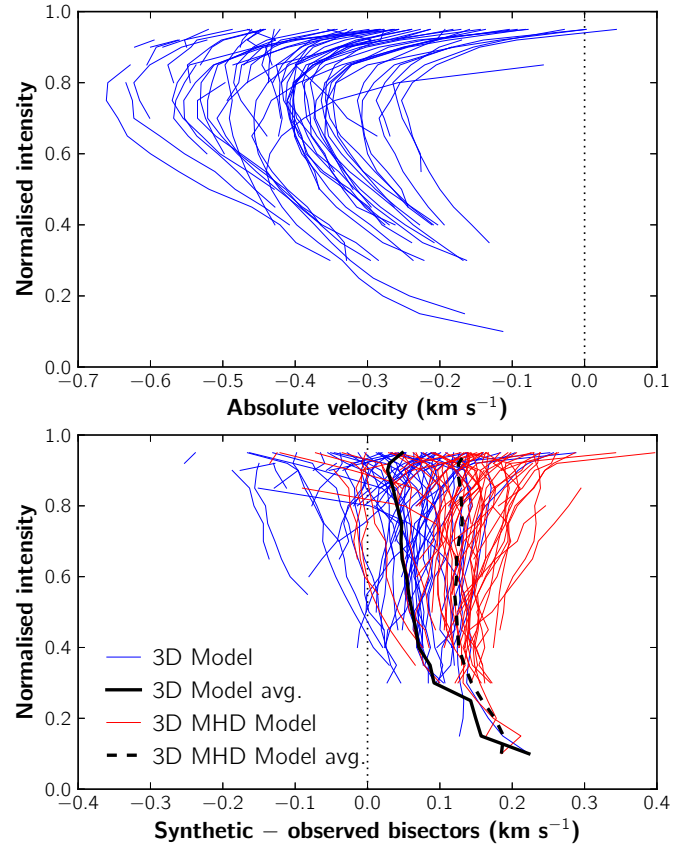 1.0
0.8
0.6
0.4
0.2
0.0
Normalised intensity
−0.7 −0.6 −0.5 −0.4 −0.3 −0.2 −0.1 0.0 0.1
Absolute velocity (km s⁻¹)
1.0
0.8
0.6
0.4
0.2
0.0
Normalised intensity
3D Model
3D Model avg.
3D MHD Model
3D MHD Model avg.
−0.4 −0.3 −0.2 −0.1 0.0 0.1 0.2 0.3 0.4
Synthetic − observed bisectors (km s⁻¹)